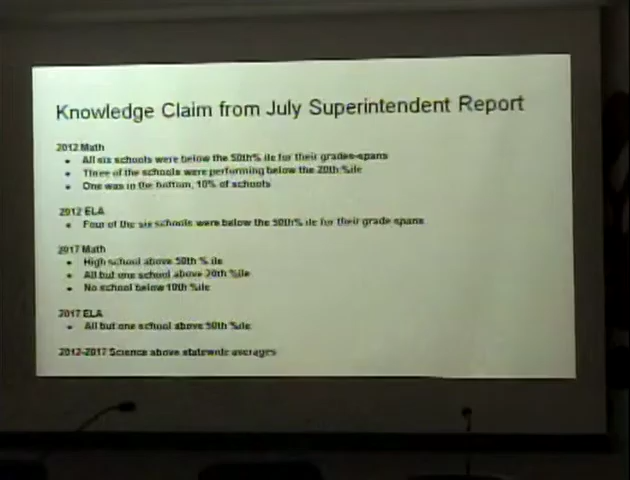 Knowledge Claim from July Superintendent Report
2012 Math
All six schools were below the 50th% ile for their grades-spans
Three of the schools were performing below the 20th %ile
One was in the bottom, 10% of schools
2012 ELA
Four of the six schools were below the 50th% ile for their grade spans
2017 Math
High school above 50th % ile
All but one school above 20th %ile
No school below 10th %ile
2017 ELA
All but one school above 50th %ile
2012-2017 Science above statewide averages